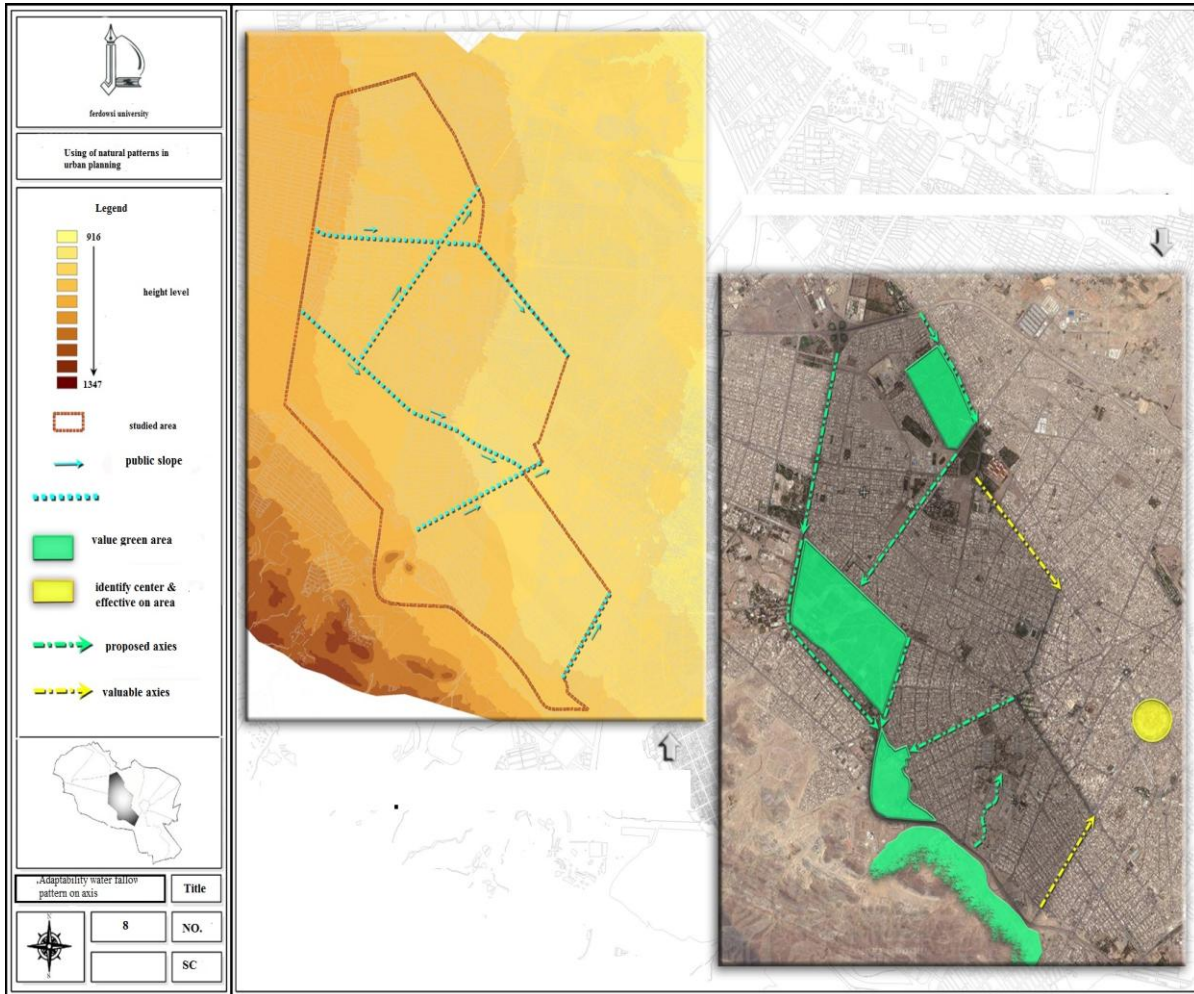 ferdowsi university
Using of natural patterns in
urban planning
Legend
916
height level
1347
studied area
public slope
value green area
identify center &
effective on area
proposed axies
valuable axies
Adaptability water fallow
pattern on axis
Title
S
8
NO.
S
SC